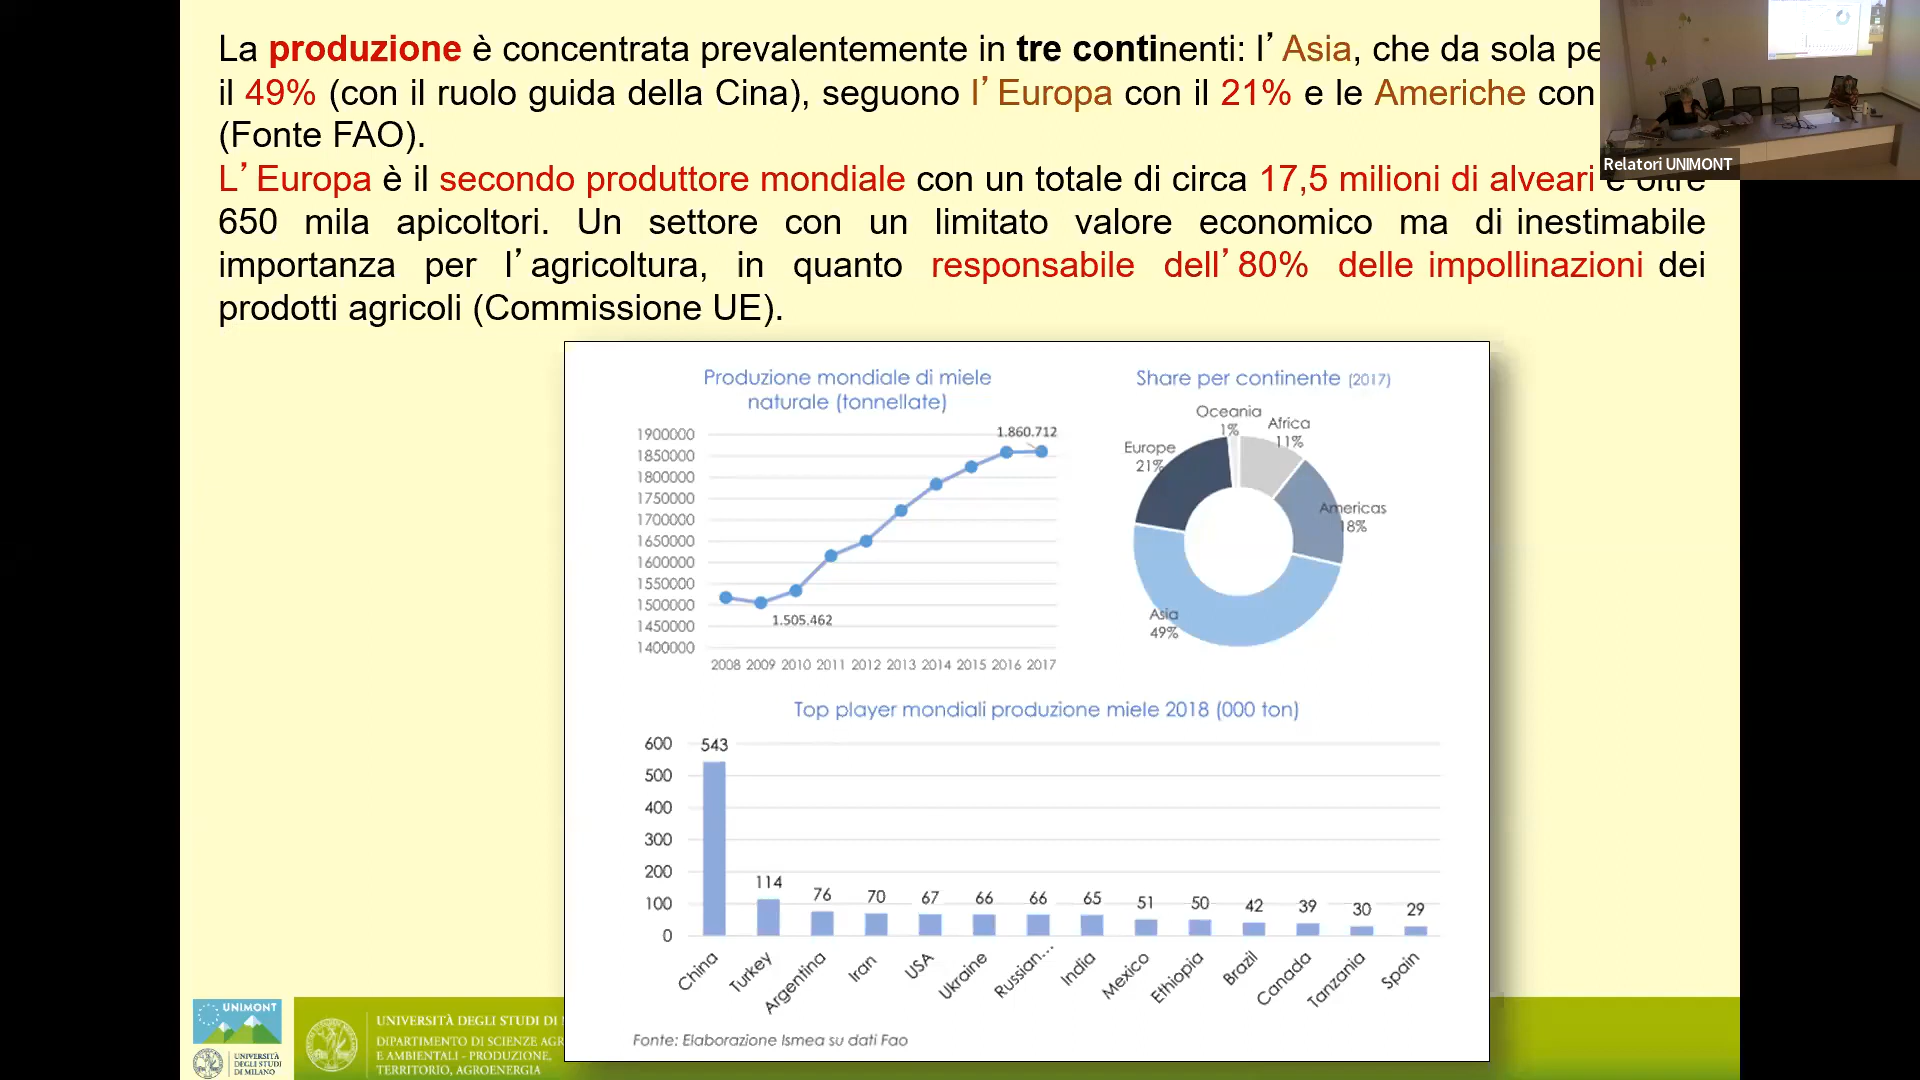 La produzione è concentrata prevalentemente in tre continenti: l’Asia, che da sola
il 49% (con il ruolo guida della Cina), seguono l’Europa con il 21% e le Americhe con
(Fonte FAO).
L’Europa è il secondo produttore mondiale con un totale di circa 17,5 milioni di alveari e oltre
650 mila apicoltori. Un settore con un limitato valore economico ma di inestimabile
importanza per l’agricoltura, in quanto responsabile dell’80% delle impollinazioni dei
prodotti agricoli (Commissione UE).
Relatori UNIMONT
Produzione mondiale di miele
naturale (tonnellate)
1900000
1850000
1800000
1750000
1700000
1650000
1600000
1550000
1500000
1450000
1400000
1.860.712
1.505.462
2008 2009 2010 2011 2012 2013 2014 2015 2016 2017
Share per continente (2017)
Oceania
1%
Africa
11%
Europe
21%
Americas
18%
Asia
49%
Top player mondiali produzione miele 2018 (000 ton)
600
500
400
300
200
100
0
543 114 76 70 67 66 66 65 51 50 42 39 30 29
China Turkey Argentina Iran USA Ukraine Russian... India Mexico Ethiopia Brazil Canada Tanzania Spain
Fonte: Elaborazione Ismea su dati Fao
UNIMONT
UNIVERSITÀ
DEGLI STUDI
DI MILANO
UNIVERSITÀ DEGLI STUDI DI
DIPARTIMENTO DI SCIENZE AGR
E AMBIENTALI - PRODUZIONE,
TERRITORIO, AGROENERGIA